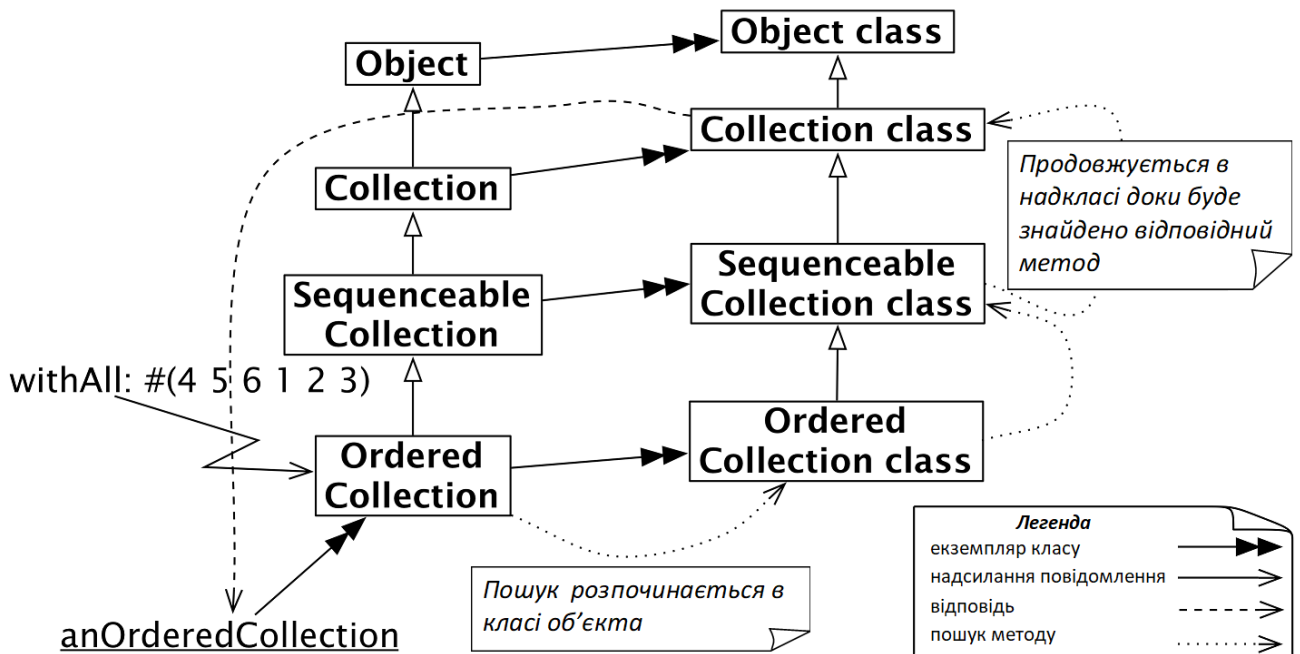 Object class
Object
Collection class
Collection
Продовжується в
надкласі доки буде
знайдено відповідний
метод
Sequenceable
Collection class
Sequenceable
Collection
withAll: #(4 5 6 1 2 3)
Ordered
Collection class
Ordered
Collection
Пошук розпочинається в
класі об’єкта
anOrderedCollection
Легенда
екземпляр класу
надсилання повідомлення
відповідь
пошук методу